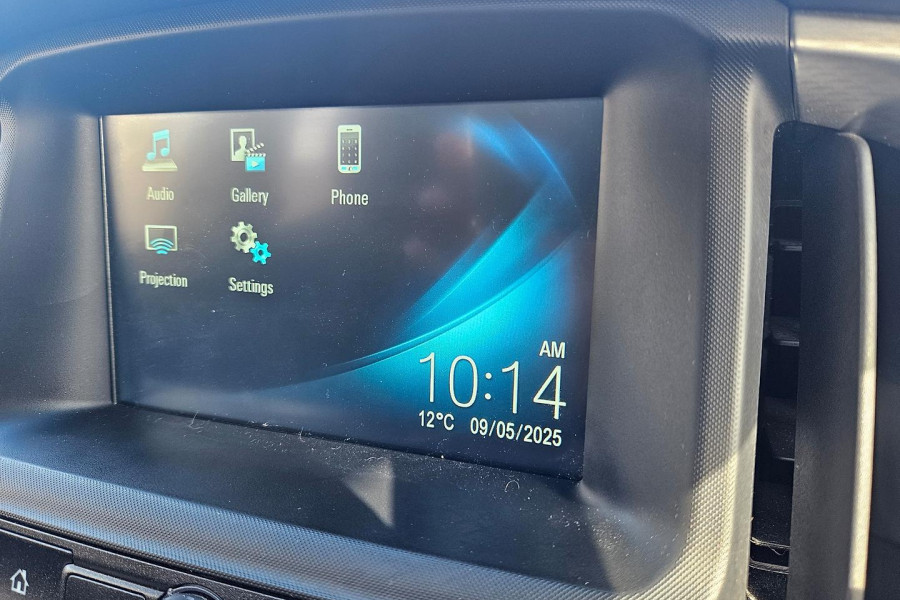 Audio
Gallery
Phone
Projection
Settings
AM
10:14
12°C 09/05/2025